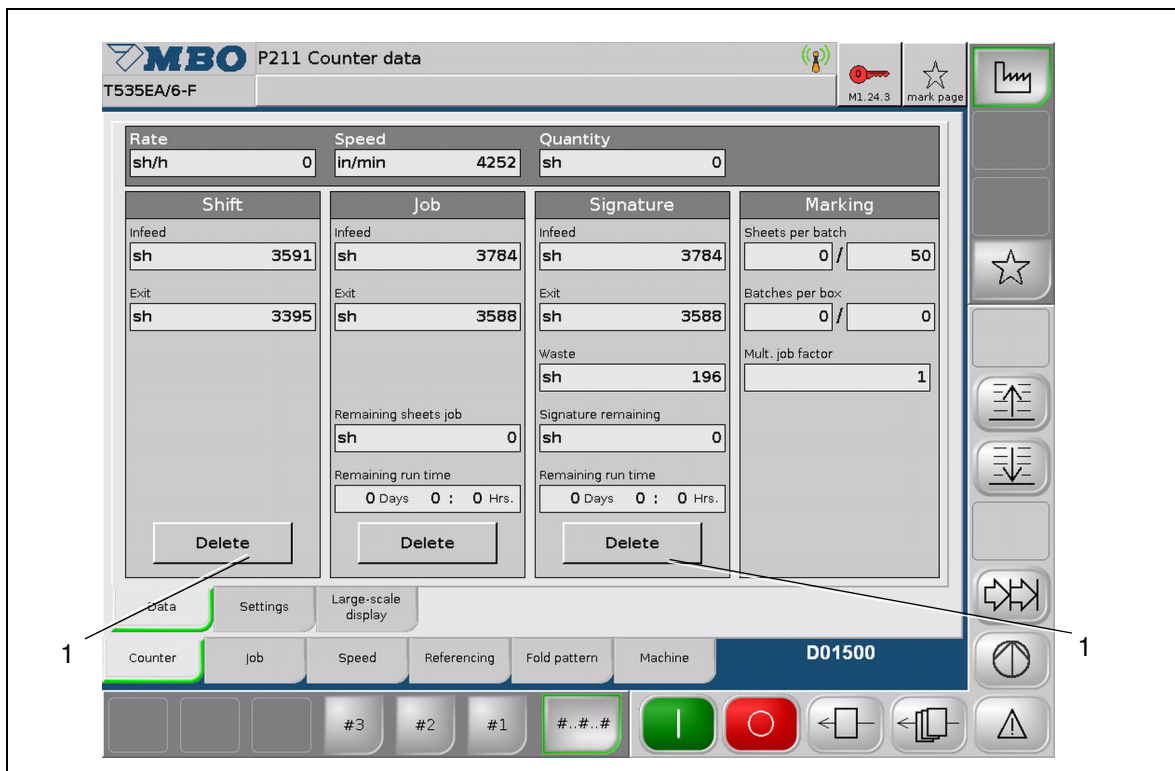 MBO
P211 Counter data
T535EA/6-F
M1.24.3
mark page
Rate
Speed
Quantity
sh/h 0
in/min 4252
sh 0
Shift
Job
Signature
Marking
Infeed
Infeed
Infeed
Sheets per batch
sh 3591
sh 3784
sh 3784
0 / 50
Exit
Exit
Exit
Batches per box
sh 3395
sh 3588
sh 3588
0 / 0
Waste
Mult. job factor
sh 196
1
Remaining sheets job
Signature remaining
sh 0
sh 0
Remaining run time
Remaining run time
0 Days 0 : 0 Hrs.
0 Days 0 : 0 Hrs.
Delete
Delete
Delete
Data
Settings
Large-scale
display
1
1
Counter
Job
Speed
Referencing
Fold pattern
Machine
D01500
#3
#2
#1
#..#..#